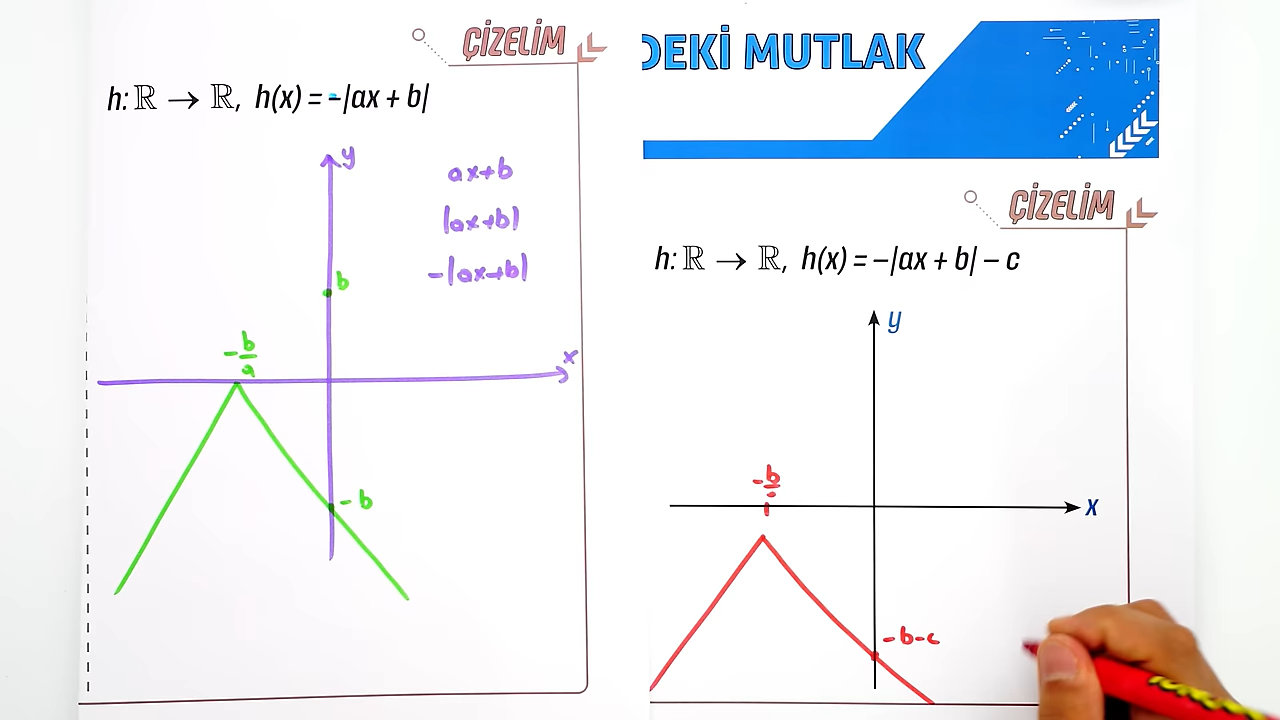 ÇİZELİM
h: ℝ → ℝ, h(x) = -|ax + b|
y
ax+b
|ax+b|
-|ax+b|
b
-b/a
x
-b
DEKİ MUTLAK
ÇİZELİM
h: ℝ → ℝ, h(x) = -|ax + b| - c
y
-b/
x
-b-c